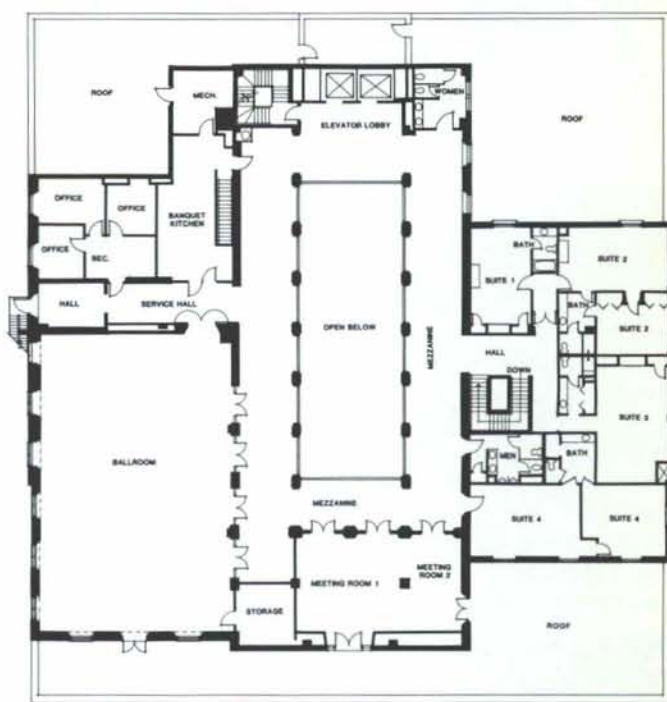 ROOF
MECH.
WOMEN
ELEVATOR LOBBY
ROOF
OFFICE
OFFICE
BANQUET
KITCHEN
OFFICE
SEC.
BATH
SUITE 1
SUITE 2
HALL
SERVICE HALL
BATH
OPEN BELOW
MEZZANINE
SUITE 2
HALL
DOWN
SUITE 3
BALLROOM
MEN
BATH
MEZZANINE
SUITE 4
SUITE 4
MEETING
ROOM 2
MEETING ROOM 1
STORAGE
ROOF